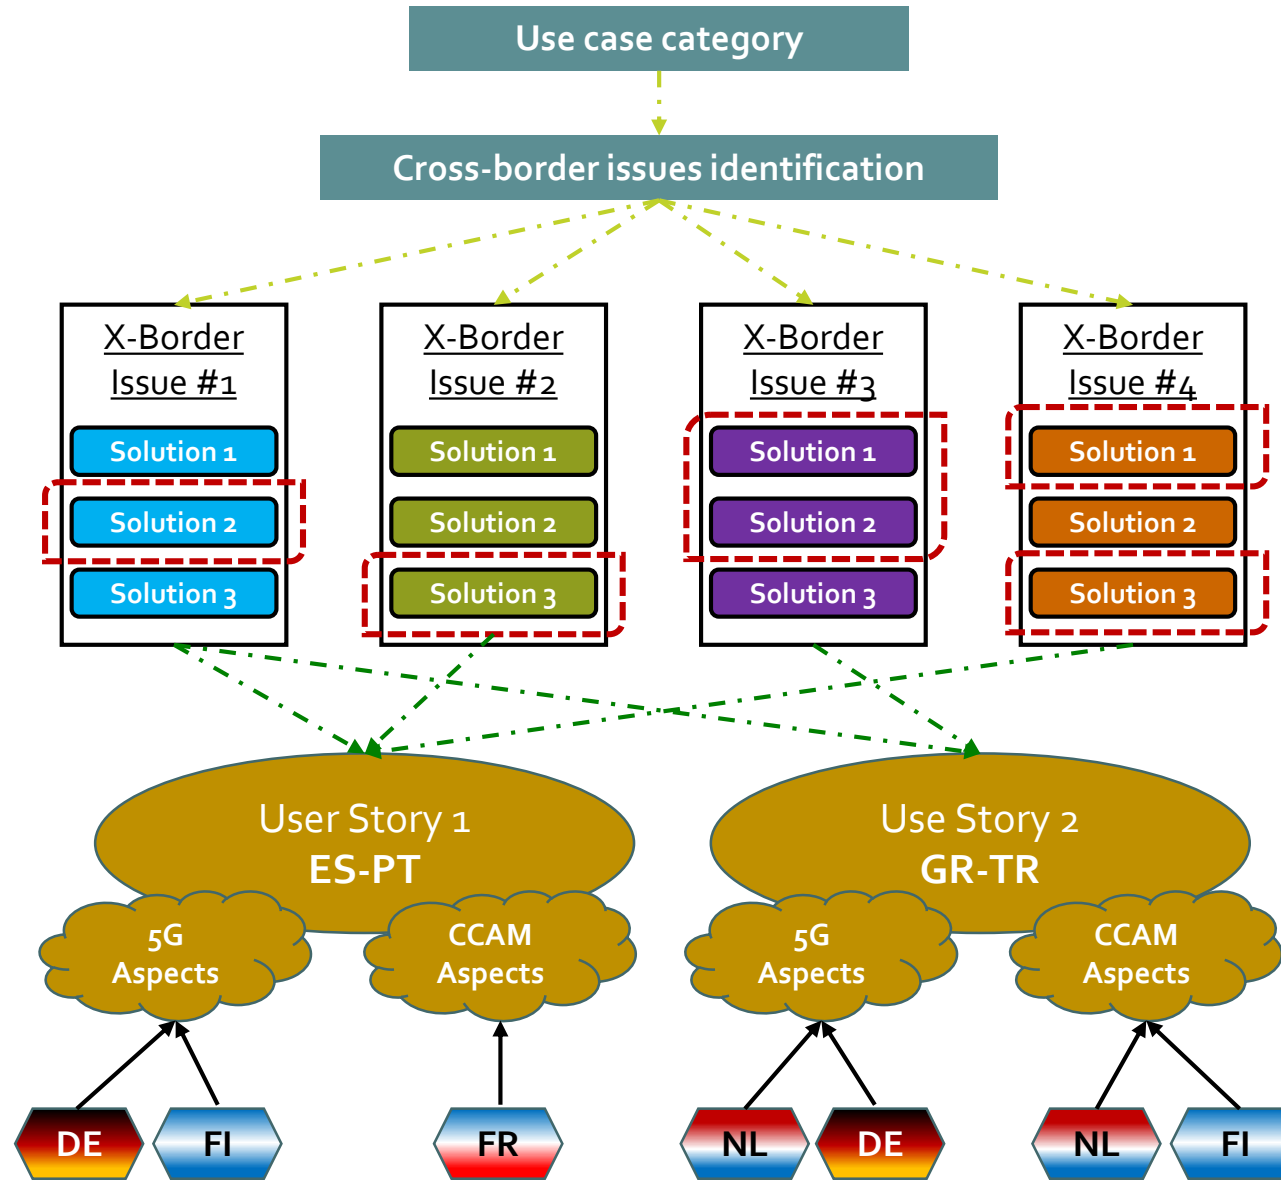 Use case category
Cross-border issues identification
X-Border
Issue #1
Solution 1
Solution 2
Solution 3
X-Border
Issue #2
Solution 1
Solution 2
Solution 3
X-Border
Issue #3
Solution 1
Solution 2
Solution 3
X-Border
Issue #4
Solution 1
Solution 2
Solution 3
User Story 1
ES-PT
5G
Aspects
CCAM
Aspects
Use Story 2
GR-TR
5G
Aspects
CCAM
Aspects
DE
FI
FR
NL
DE
NL
FI